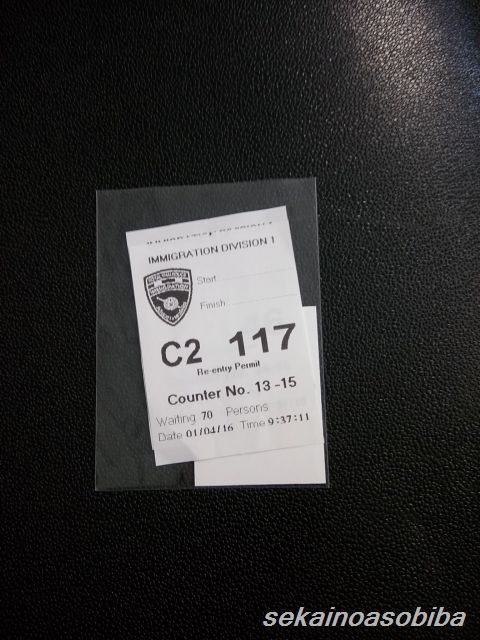 IMMIGRATION DIVISION 1
Start
Finish
C2 117
Re-entry Permit
Counter No. 13-15
Waiting 70 Persons
Date 01/04/16 Time 9:37:11
sekainoasobiba